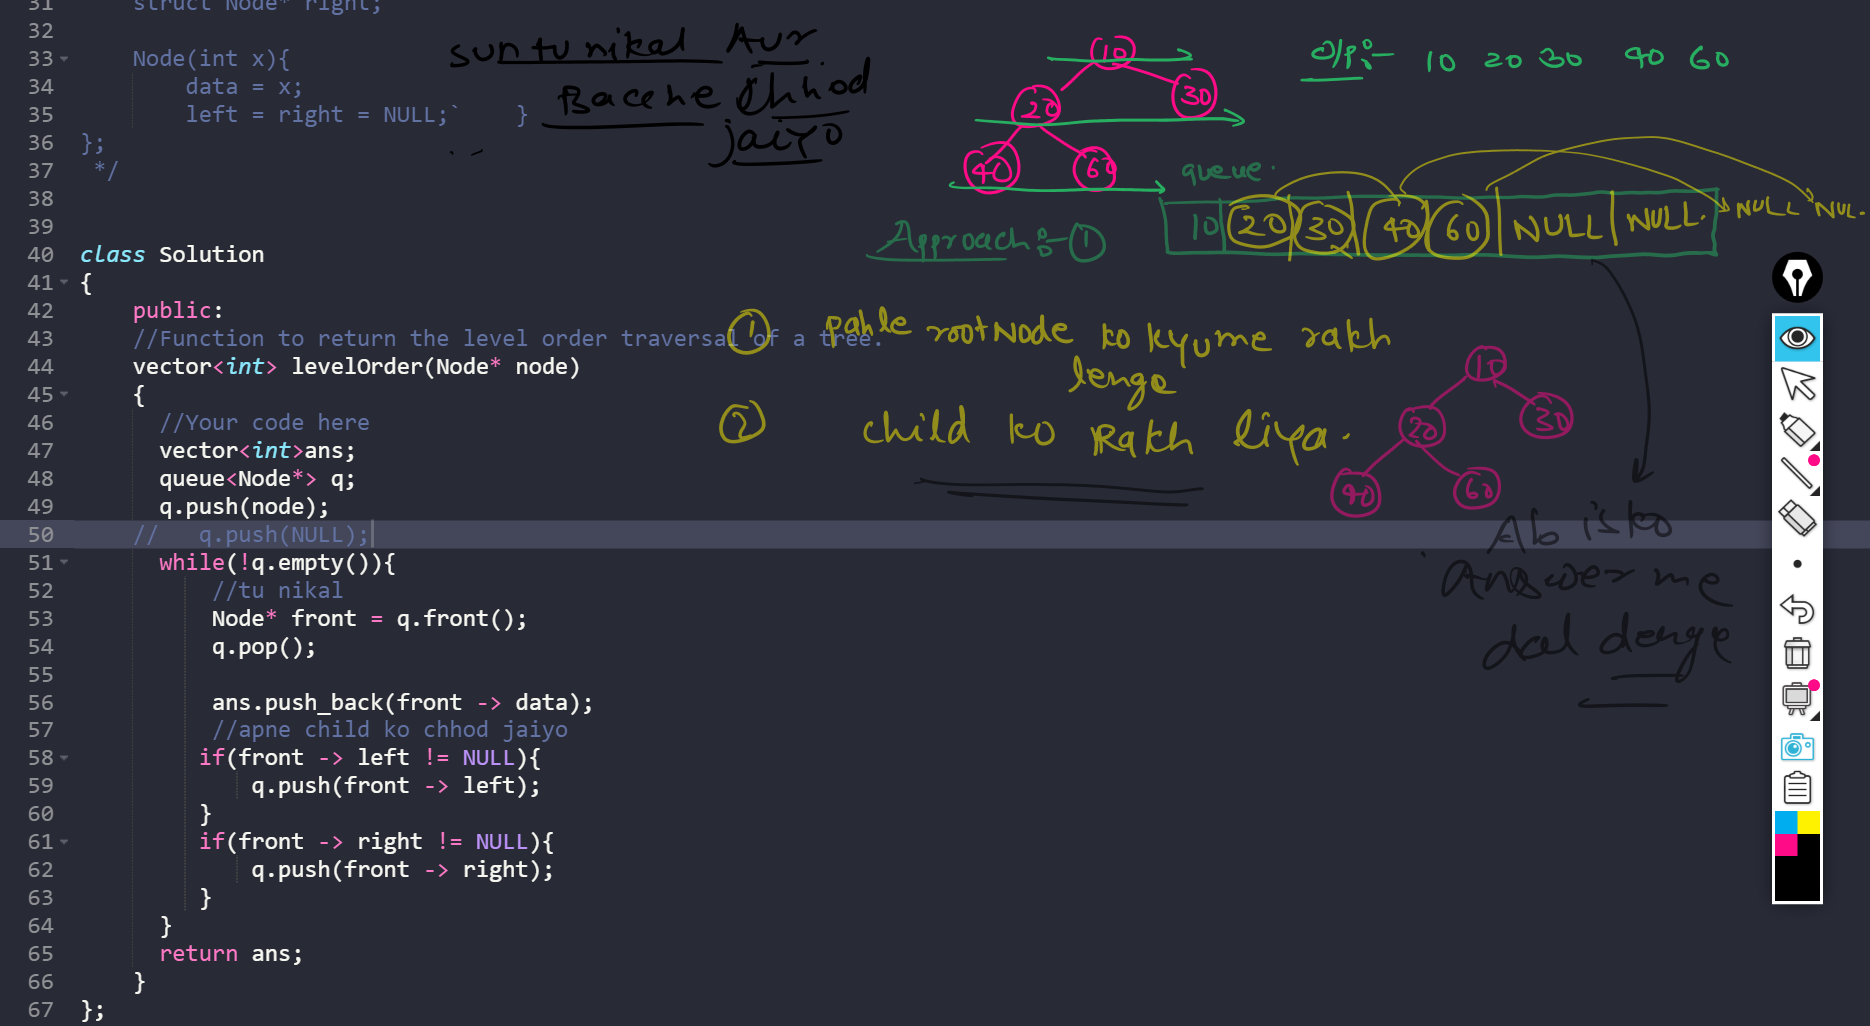 31 struct Node* right;
32
33 Node(int x){
34 data = x;
35 left = right = NULL;` }
36 };
37 */
38
39
40 class Solution
41 {
42 public:
43 //Function to return the level order traversal of a tree.
44 vector<int> levelOrder(Node* node)
45 {
46 //Your code here
47 vector<int>ans;
48 queue<Node*> q;
49 q.push(node);
50 // q.push(NULL);
51 while(!q.empty()){
52 //tu nikal
53 Node* front = q.front();
54 q.pop();
55
56 ans.push_back(front -> data);
57 //apne child ko chhod jaiyo
58 if(front -> left != NULL){
59 q.push(front -> left);
60 }
61 if(front -> right != NULL){
62 q.push(front -> right);
63 }
64 }
65 return ans;
66 }
67 };
sun tu nikal Aur
Bacche Chhod
jaiyo
10
20 30
40 60
O/P:- 10 20 30 40 60
queue.
Approach:- 1
10 20 30 40 60 NULL NULL. NULL NUL.
1 Pahle rootNode ko kyu me rakh
lenge
2 child ko Rakh liya.
10
20 30
40 60
Ab isko
Answer me
dal denge